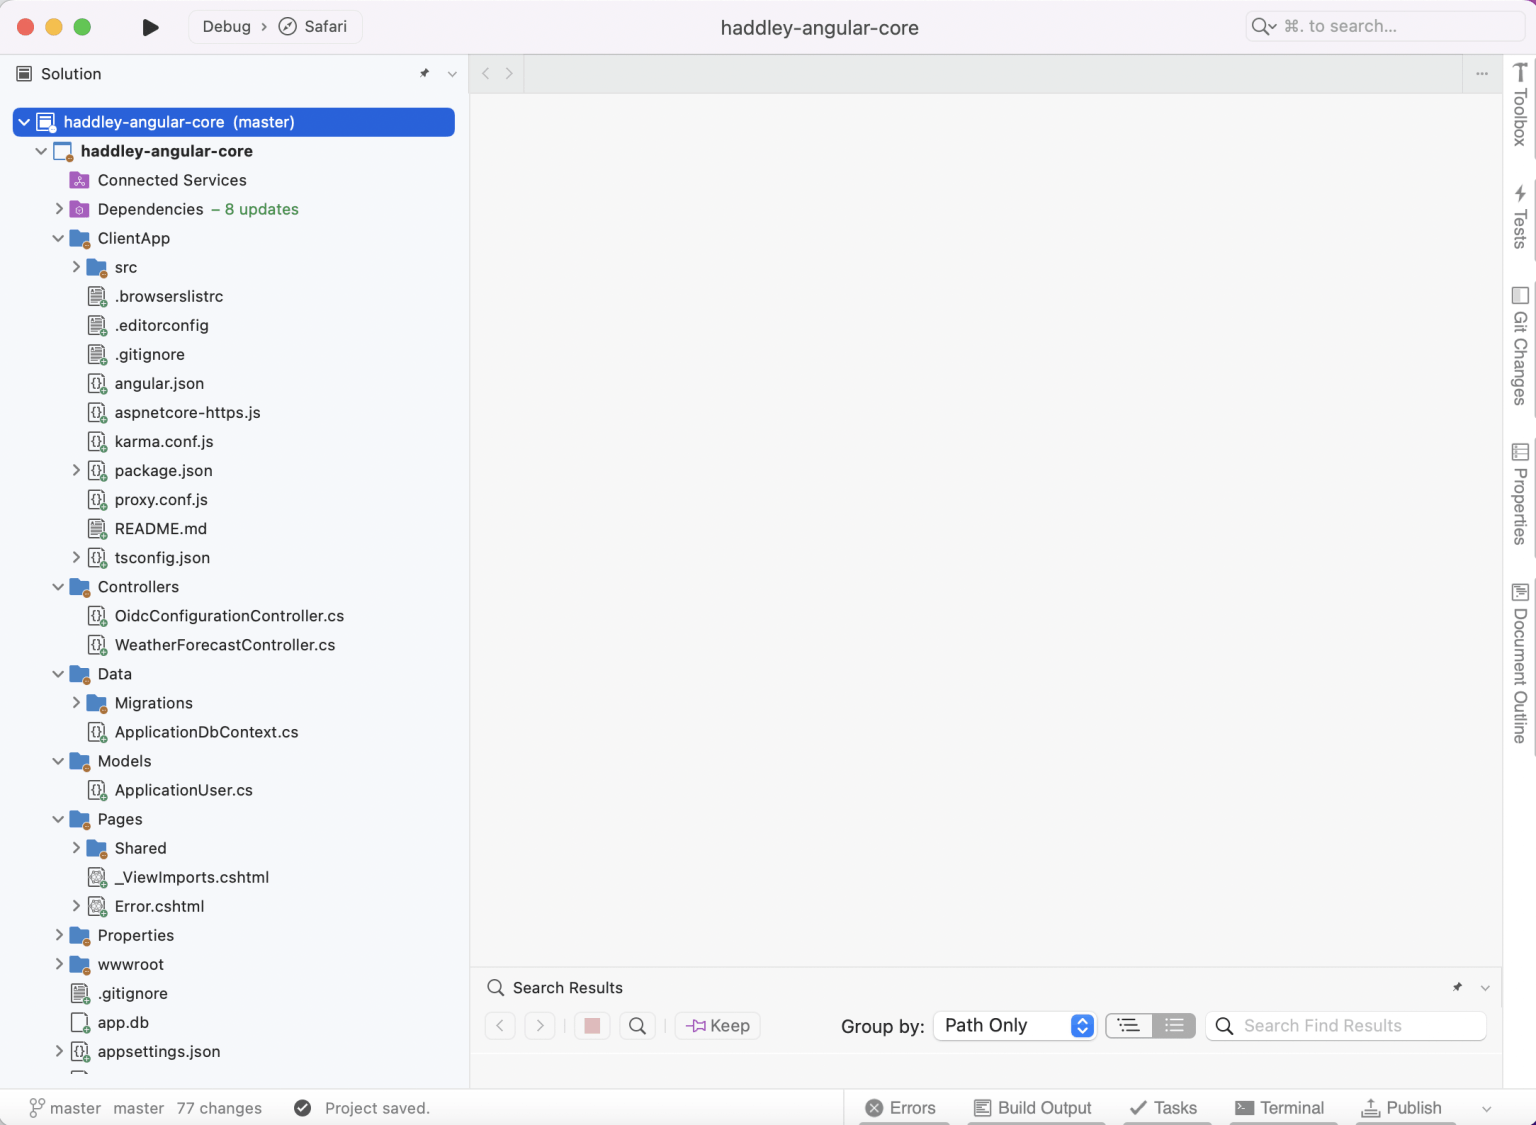 Debug › Safari
haddley-angular-core
⌘. to search...
Solution
haddley-angular-core (master)
haddley-angular-core
Connected Services
Dependencies – 8 updates
ClientApp
src
.browserslistrc
.editorconfig
.gitignore
angular.json
aspnetcore-https.js
karma.conf.js
package.json
proxy.conf.js
README.md
tsconfig.json
Controllers
OidcConfigurationController.cs
WeatherForecastController.cs
Data
Migrations
ApplicationDbContext.cs
Models
ApplicationUser.cs
Pages
Shared
_ViewImports.cshtml
Error.cshtml
Properties
wwwroot
.gitignore
app.db
appsettings.json
Toolbox
Tests
Git Changes
Properties
Document Outline
Search Results
Keep
Group by: Path Only
Search Find Results
master master 77 changes Project saved.
Errors Build Output Tasks Terminal Publish